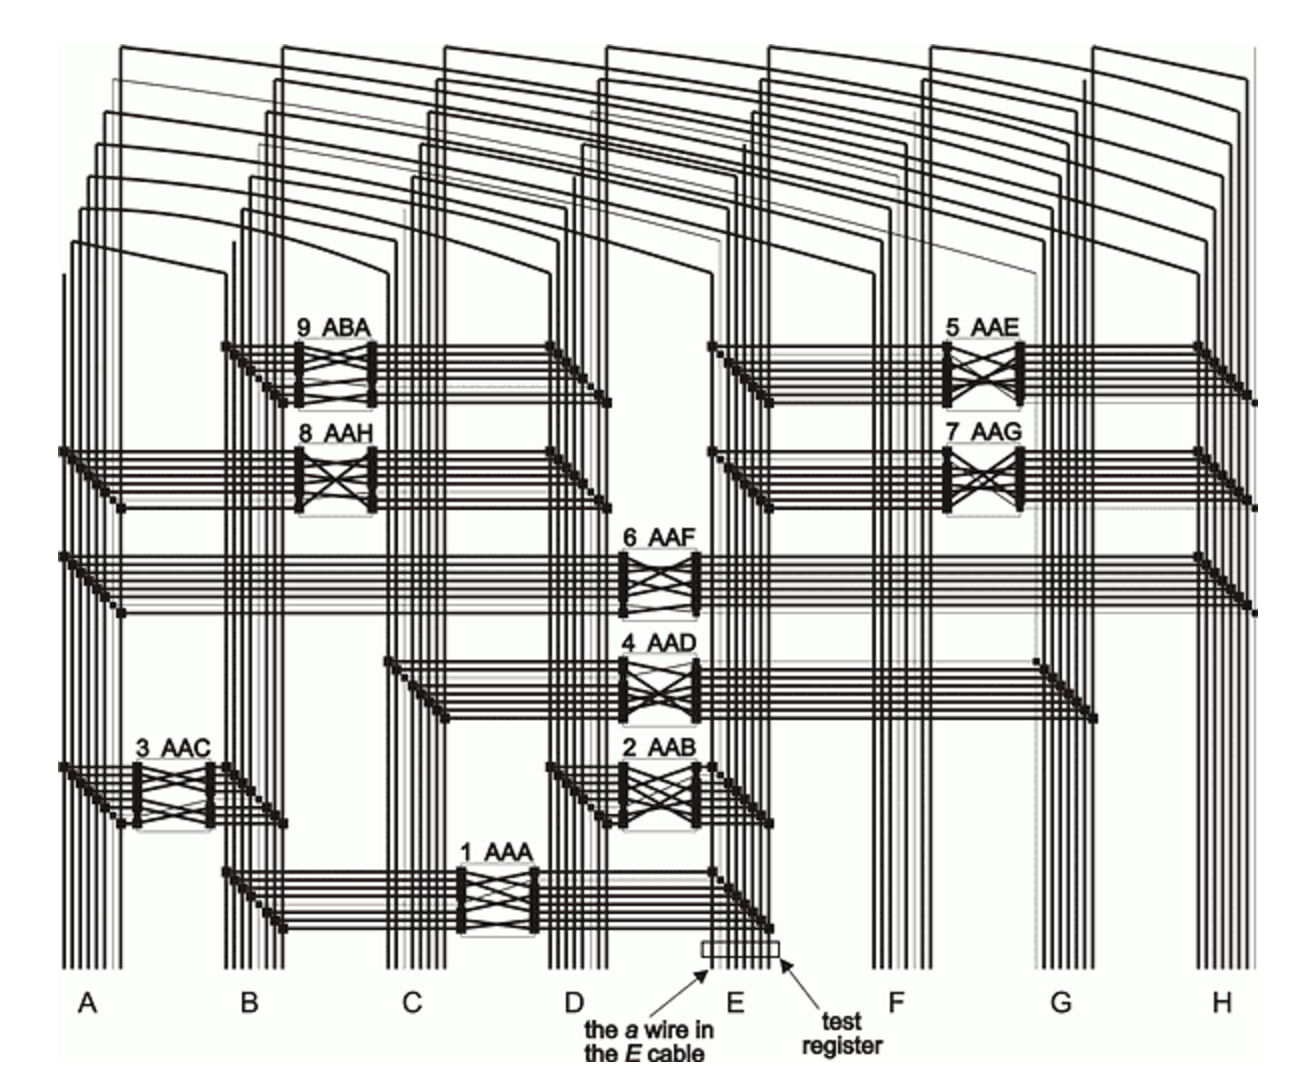 9 ABA
5 AAE
8 AAH
7 AAG
6 AAF
4 AAD
3 AAC
2 AAB
1 AAA
A B C D E F G H
the a wire in
the E cable
test
register